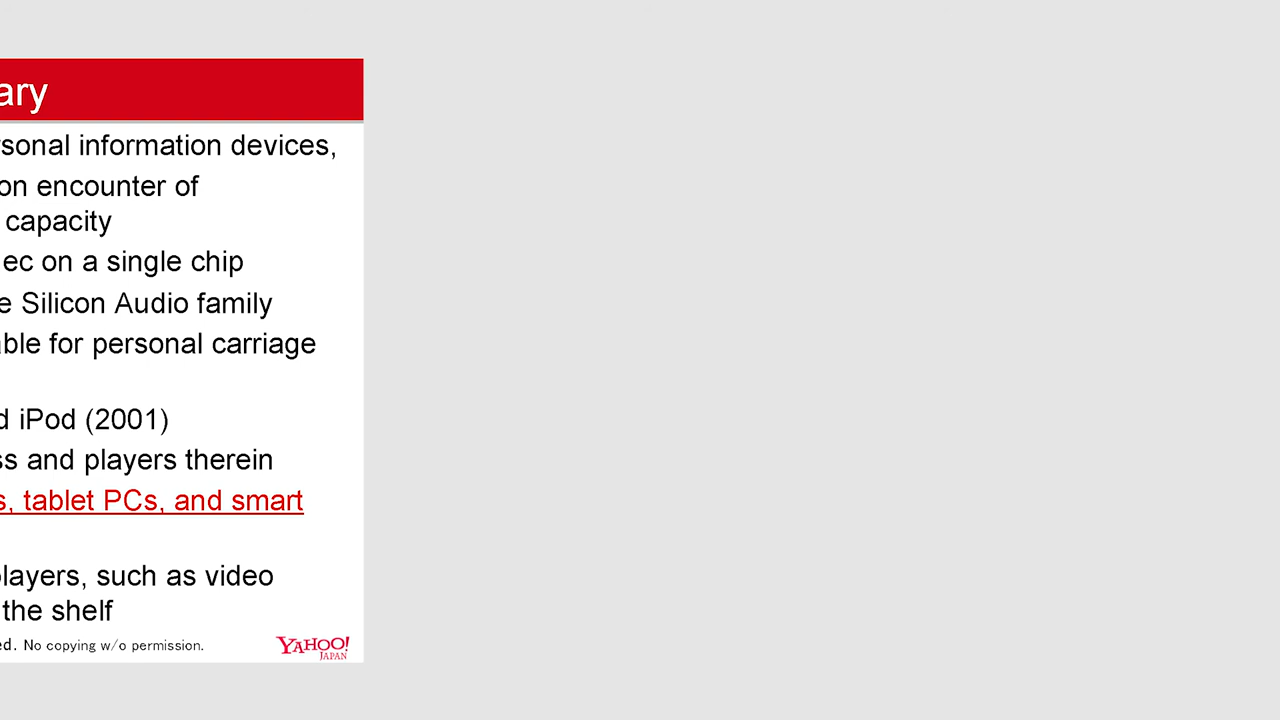 ary
rsonal information devices,
on encounter of
capacity
ec on a single chip
e Silicon Audio family
able for personal carriage
d iPod (2001)
ss and players therein
s, tablet PCs, and smart
players, such as video
the shelf
ed. No copying w/o permission.
YAHOO!
JAPAN